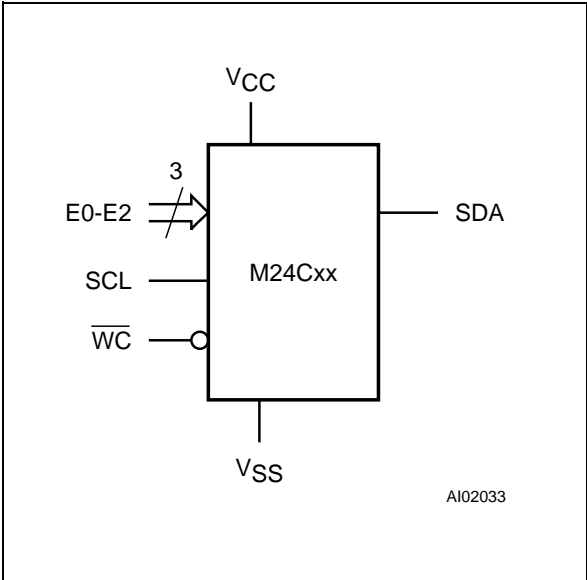 VCC
3
E0-E2
SDA
SCL
M24Cxx
WC
VSS
AI02033